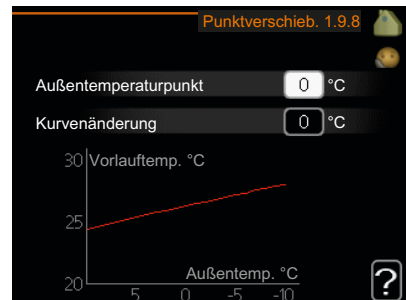 Punktverschieb. 1.9.8
Außentemperaturpunkt 0 °C
Kurvenänderung 0 °C
30 Vorlauftemp. °C
25
Außentemp. °C
20
5 0 -5 -10
?